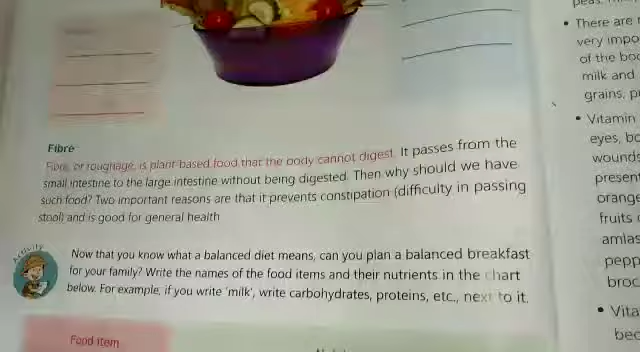 Fibre
Fibre, or roughage, is plant-based food that the body cannot digest. It passes from the
small intestine to the large intestine without being digested. Then why should we have
such food? Two important reasons are that it prevents constipation (difficulty in passing
stool) and is good for general health
Activity
Now that you know what a balanced diet means, can you plan a balanced breakfast
for your family? Write the names of the food items and their nutrients in the chart
below. For example, if you write 'milk', write carbohydrates, proteins, etc., next to it.
Food item
• There are
very impo
of the bo
milk and
grains, p
• Vitamin
eyes, bo
wounds
present
orange
fruits
amlas
pepp
broc
• Vita
bec